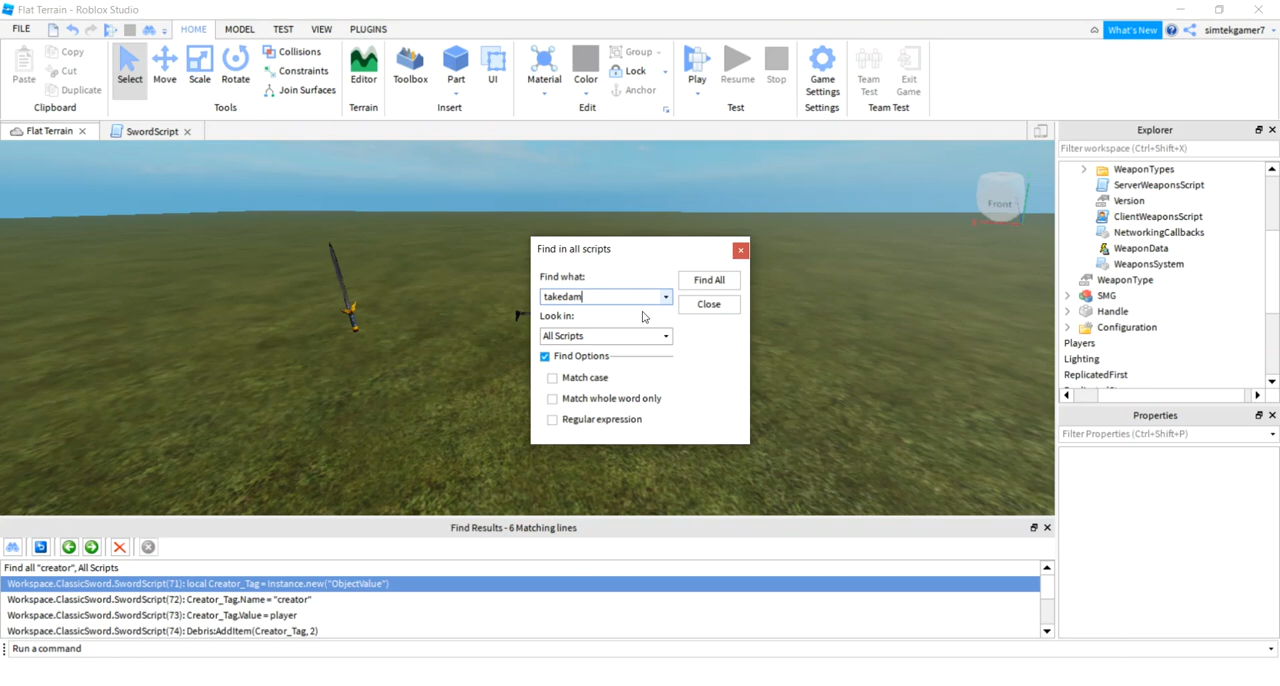 Flat Terrain - Roblox Studio
FILE HOME MODEL TEST VIEW PLUGINS What's New simtekgamer7
Paste Copy Cut Duplicate Clipboard
Select Move Scale Rotate Collisions Constraints Join Surfaces Tools
Editor Terrain
Toolbox Part UI Insert
Material Color Group Lock Anchor Edit
Play Resume Stop Test
Game Settings Settings
Team Test Exit Game Team Test
Flat Terrain SwordScript
Front
Find in all scripts
Find what:
takedam
Find All
Look in:
Close
All Scripts
Find Options
Match case
Match whole word only
Regular expression
Explorer
Filter workspace (Ctrl+Shift+X)
WeaponTypes
ServerWeaponsScript
Version
ClientWeaponsScript
NetworkingCallbacks
WeaponData
WeaponsSystem
WeaponType
SMG
Handle
Configuration
Players
Lighting
ReplicatedFirst
Properties
Filter Properties (Ctrl+Shift+P)
Find Results - 6 Matching lines
Find all "creator", All Scripts
Workspace.ClassicSword.SwordScript(71): local Creator_Tag = Instance.new("ObjectValue")
Workspace.ClassicSword.SwordScript(72): Creator_Tag.Name = "creator"
Workspace.ClassicSword.SwordScript(73): Creator_Tag.Value = player
Workspace.ClassicSword.SwordScript(74): Debris:AddItem(Creator_Tag, 2)
Run a command